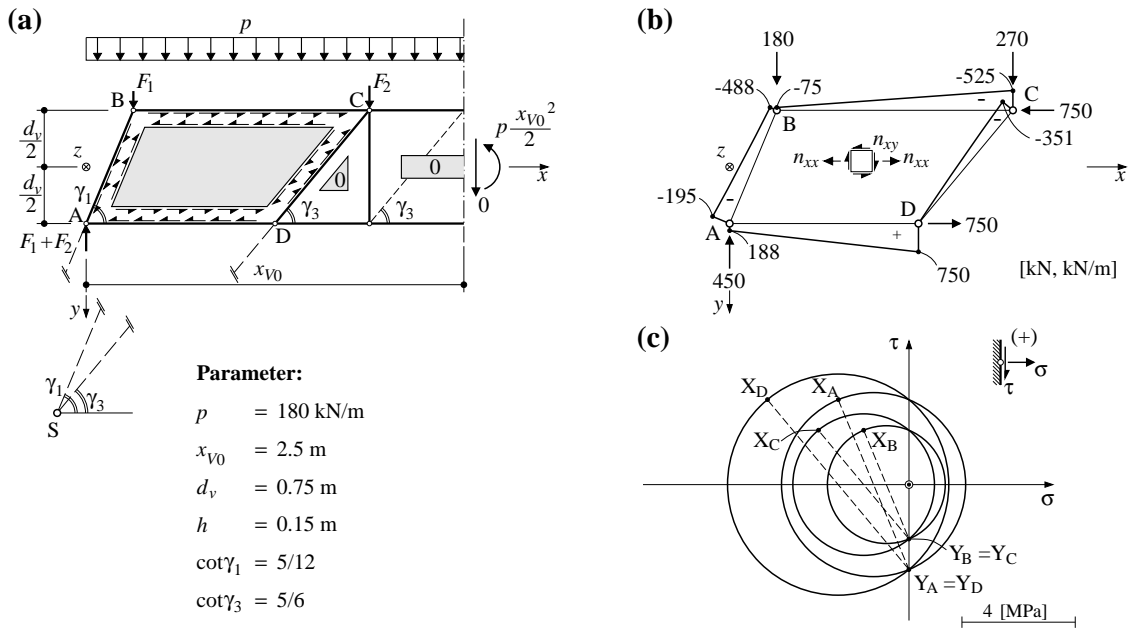 (a)
p
F1
F2
B
C
dv/2
dv/2
z
p xV0²/2
0
0
x
0
γ1
γ3
γ3
A
D
F1+F2
xV0
y
γ1
γ3
S
Parameter:
p = 180 kN/m
xV0 = 2.5 m
dv = 0.75 m
h = 0.15 m
cotγ1 = 5/12
cotγ3 = 5/6
(b)
180
270
-525
-488
-75
C
-
750
B
-
-351
z
nxy
nxx
nxx
x
-195
-
D
A
+
750
188
450
750
[kN, kN/m]
y
(c)
τ
(+)
σ
τ
XD
XA
XC
XB
σ
YB=YC
YA=YD
4 [MPa]